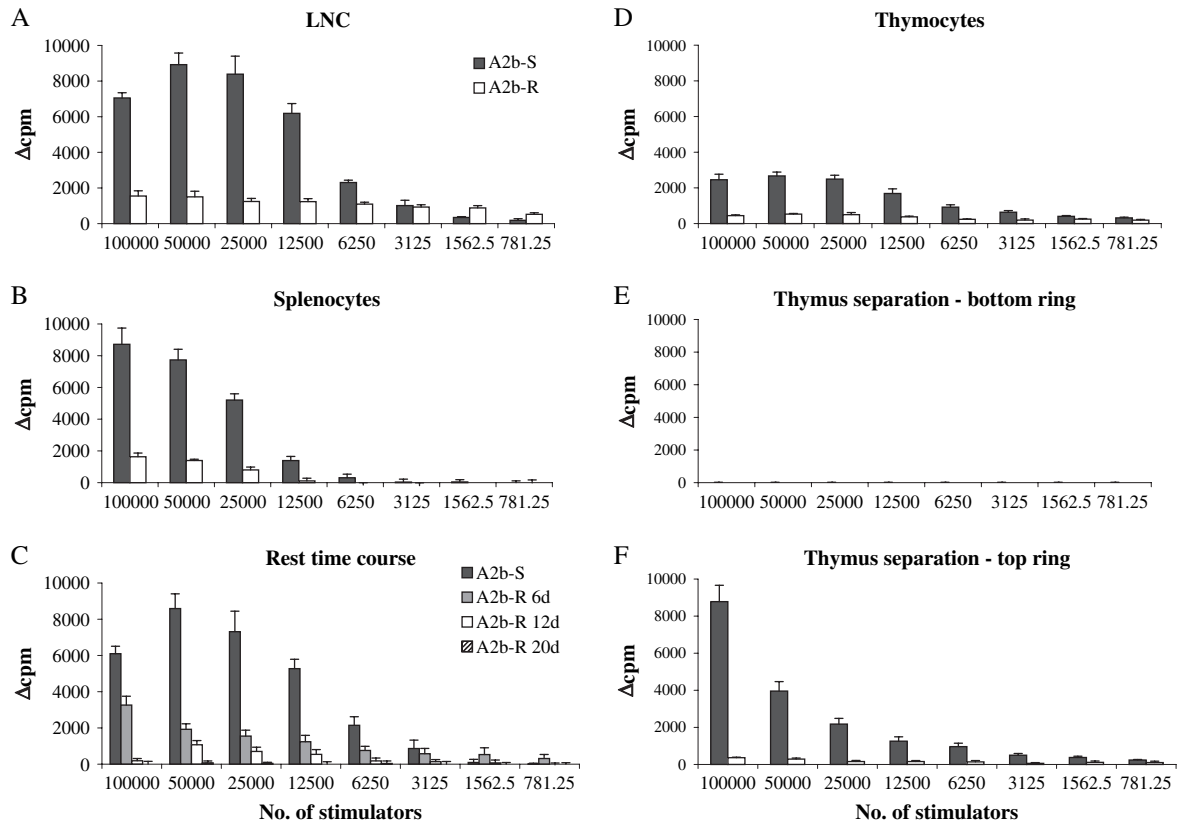 A
LNC
10000
8000
6000
4000
2000
0
Δcpm
A2b-S
A2b-R
100000 50000 25000 12500 6250 3125 1562.5 781.25
B
Splenocytes
10000
8000
6000
4000
2000
0
Δcpm
100000 50000 25000 12500 6250 3125 1562.5 781.25
C
Rest time course
10000
8000
6000
4000
2000
0
Δcpm
A2b-S
A2b-R 6d
A2b-R 12d
A2b-R 20d
100000 50000 25000 12500 6250 3125 1562.5 781.25
No. of stimulators
D
Thymocytes
10000
8000
6000
4000
2000
0
Δcpm
100000 50000 25000 12500 6250 3125 1562.5 781.25
E
Thymus separation - bottom ring
10000
8000
6000
4000
2000
0
Δcpm
100000 50000 25000 12500 6250 3125 1562.5 781.25
F
Thymus separation - top ring
10000
8000
6000
4000
2000
0
Δcpm
100000 50000 25000 12500 6250 3125 1562.5 781.25
No. of stimulators